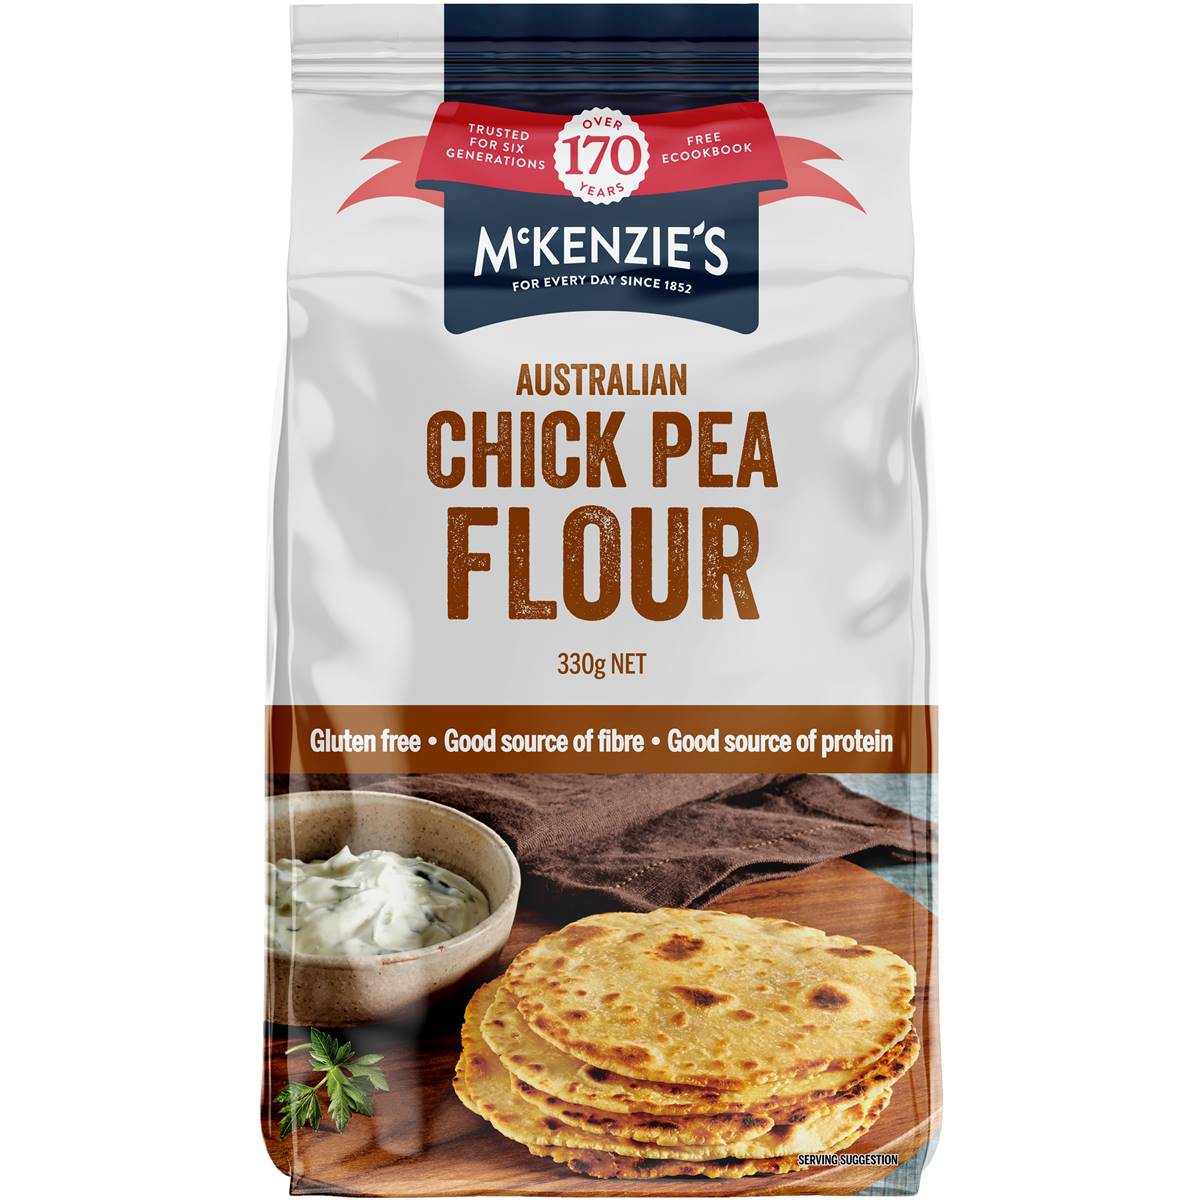 TRUSTED
FOR SIX
GENERATIONS
OVER
170
YEARS
FREE
ECOOKBOOK
McKENZIE'S
FOR EVERY DAY SINCE 1852
AUSTRALIAN
CHICK PEA
FLOUR
330g NET
Gluten free • Good source of fibre • Good source of protein
SERVING SUGGESTION